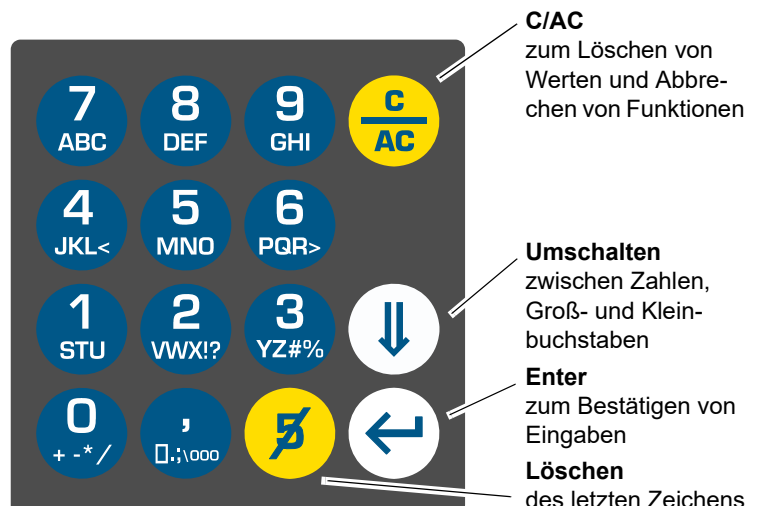 C/AC
zum Löschen von
Werten und Abbre-
chen von Funktionen
7 8 9 C
ABC DEF GHI AC
4 5 6
JKL< MNO PQR>
Umschalten
zwischen Zahlen,
Groß- und Klein-
buchstaben
1 2 3 ⇓
STU VWX!? YZ#%
Enter
zum Bestätigen von
Eingaben
0 , 5 ↵
+ -*/ ▯.;\000
Löschen
des letzten Zeichens